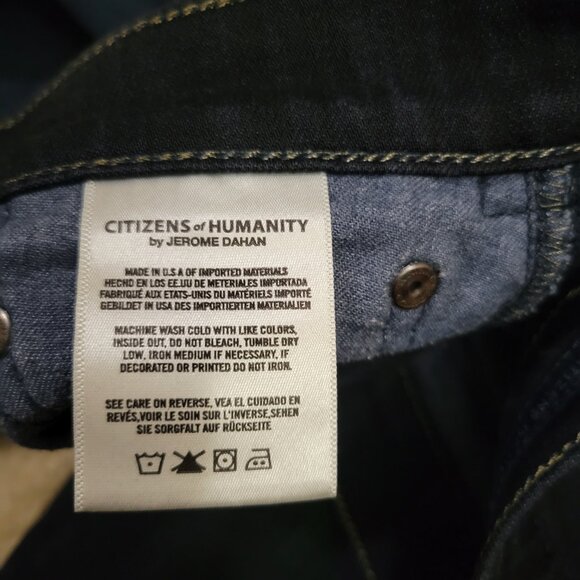 CITIZENS of HUMANITY
by JEROME DAHAN
MADE IN U.S.A OF IMPORTED MATERIALS
HECHO EN LOS EE.UU DE METERIALES IMPORTADA
FABRIQUÉ AUX ETATS-UNIS DU MATÉRIELS IMPORTÉ
GEBILDET IN USA DES IMPORTIERTEN MATERIALIEN
MACHINE WASH COLD WITH LIKE COLORS,
INSIDE OUT, DO NOT BLEACH, TUMBLE DRY
LOW, IRON MEDIUM IF NECESSARY, IF
DECORATED OR PRINTED DO NOT IRON.
SEE CARE ON REVERSE, VEA EL CUIDADO EN
REVÉS,VOIR LE SOIN SUR L'INVERSE,SEHEN
SIE SORGFALT AUF RÜCKSEITE